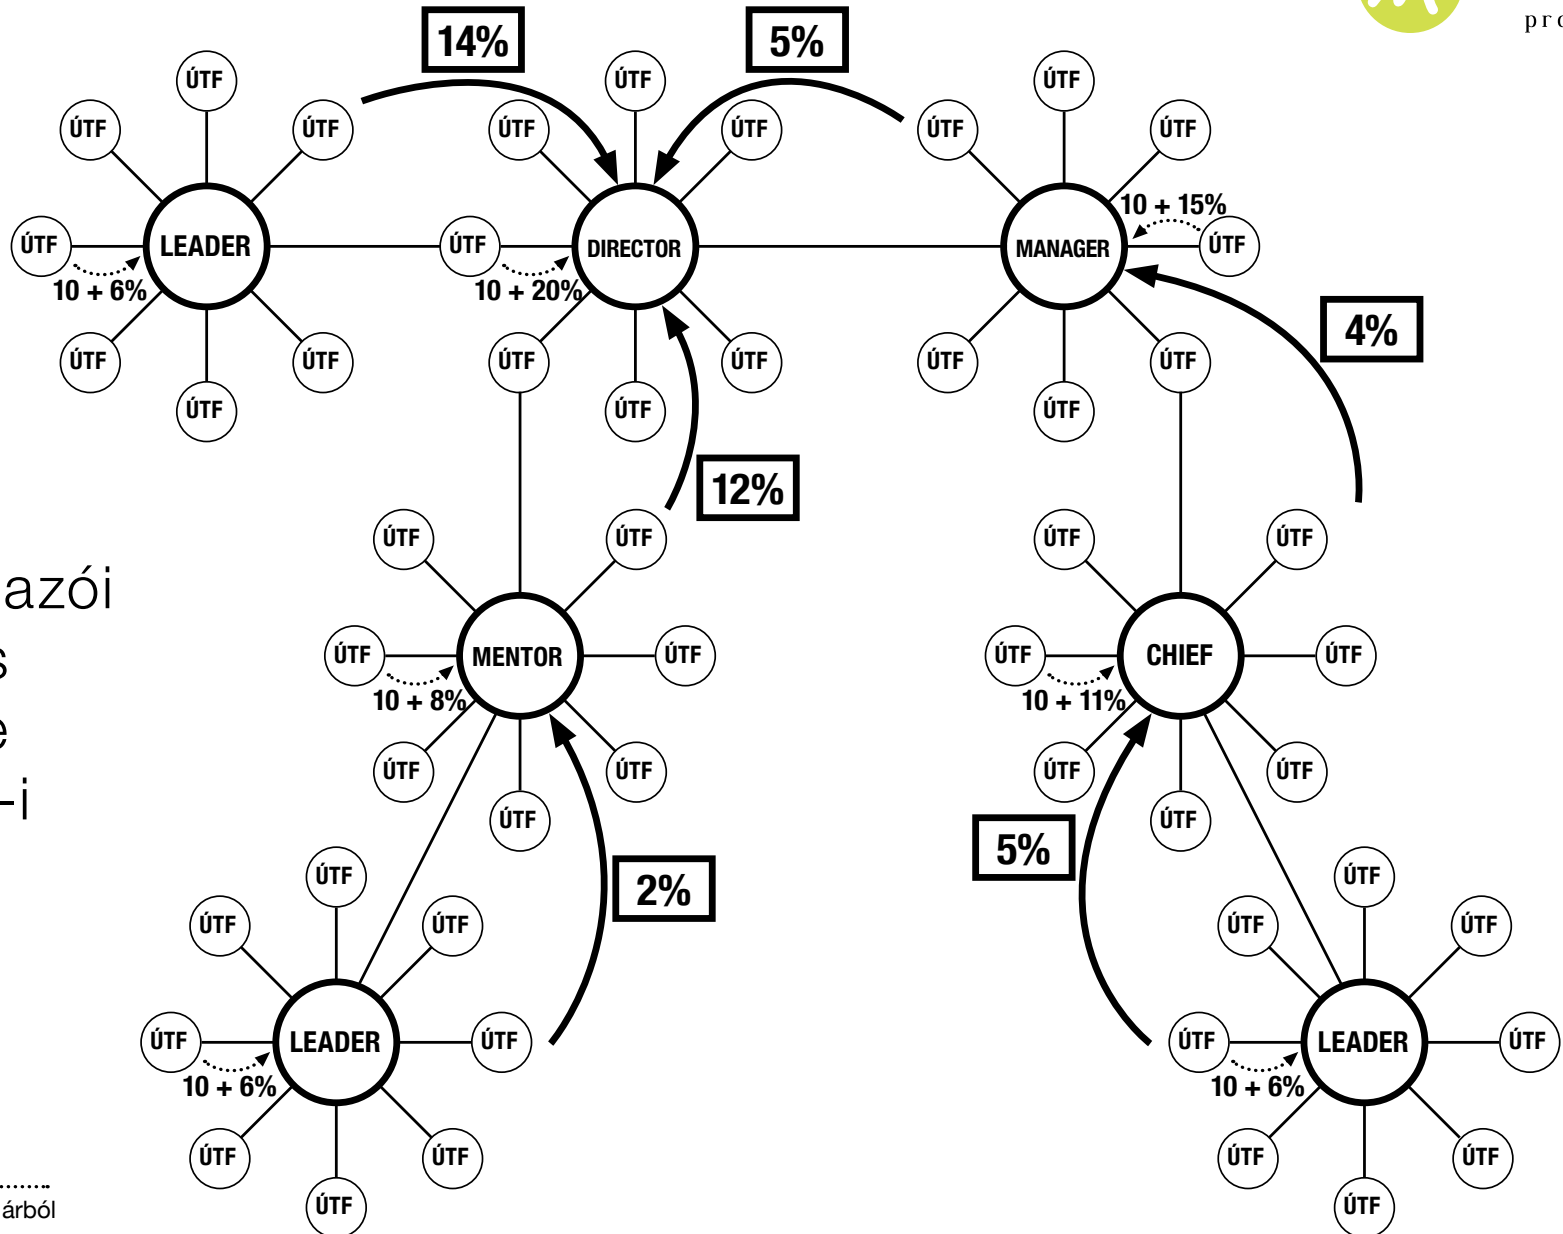 prc
14%
5%
ÚTF
ÚTF
ÚTF
ÚTF
ÚTF
ÚTF
ÚTF
ÚTF
ÚTF
10 + 15%
ÚTF
LEADER
ÚTF
DIRECTOR
MANAGER
ÚTF
10 + 6%
10 + 20%
4%
ÚTF
ÚTF
ÚTF
ÚTF
ÚTF
ÚTF
ÚTF
ÚTF
ÚTF
12%
ÚTF
ÚTF
ÚTF
ÚTF
azói
s
e
-i
ÚTF
MENTOR
ÚTF
ÚTF
CHIEF
ÚTF
10 + 8%
10 + 11%
ÚTF
ÚTF
ÚTF
ÚTF
ÚTF
ÚTF
5%
2%
ÚTF
ÚTF
ÚTF
ÚTF
ÚTF
ÚTF
ÚTF
LEADER
ÚTF
ÚTF
LEADER
ÚTF
10 + 6%
10 + 6%
ÚTF
ÚTF
ÚTF
ÚTF
ÚTF
ÚTF
árból